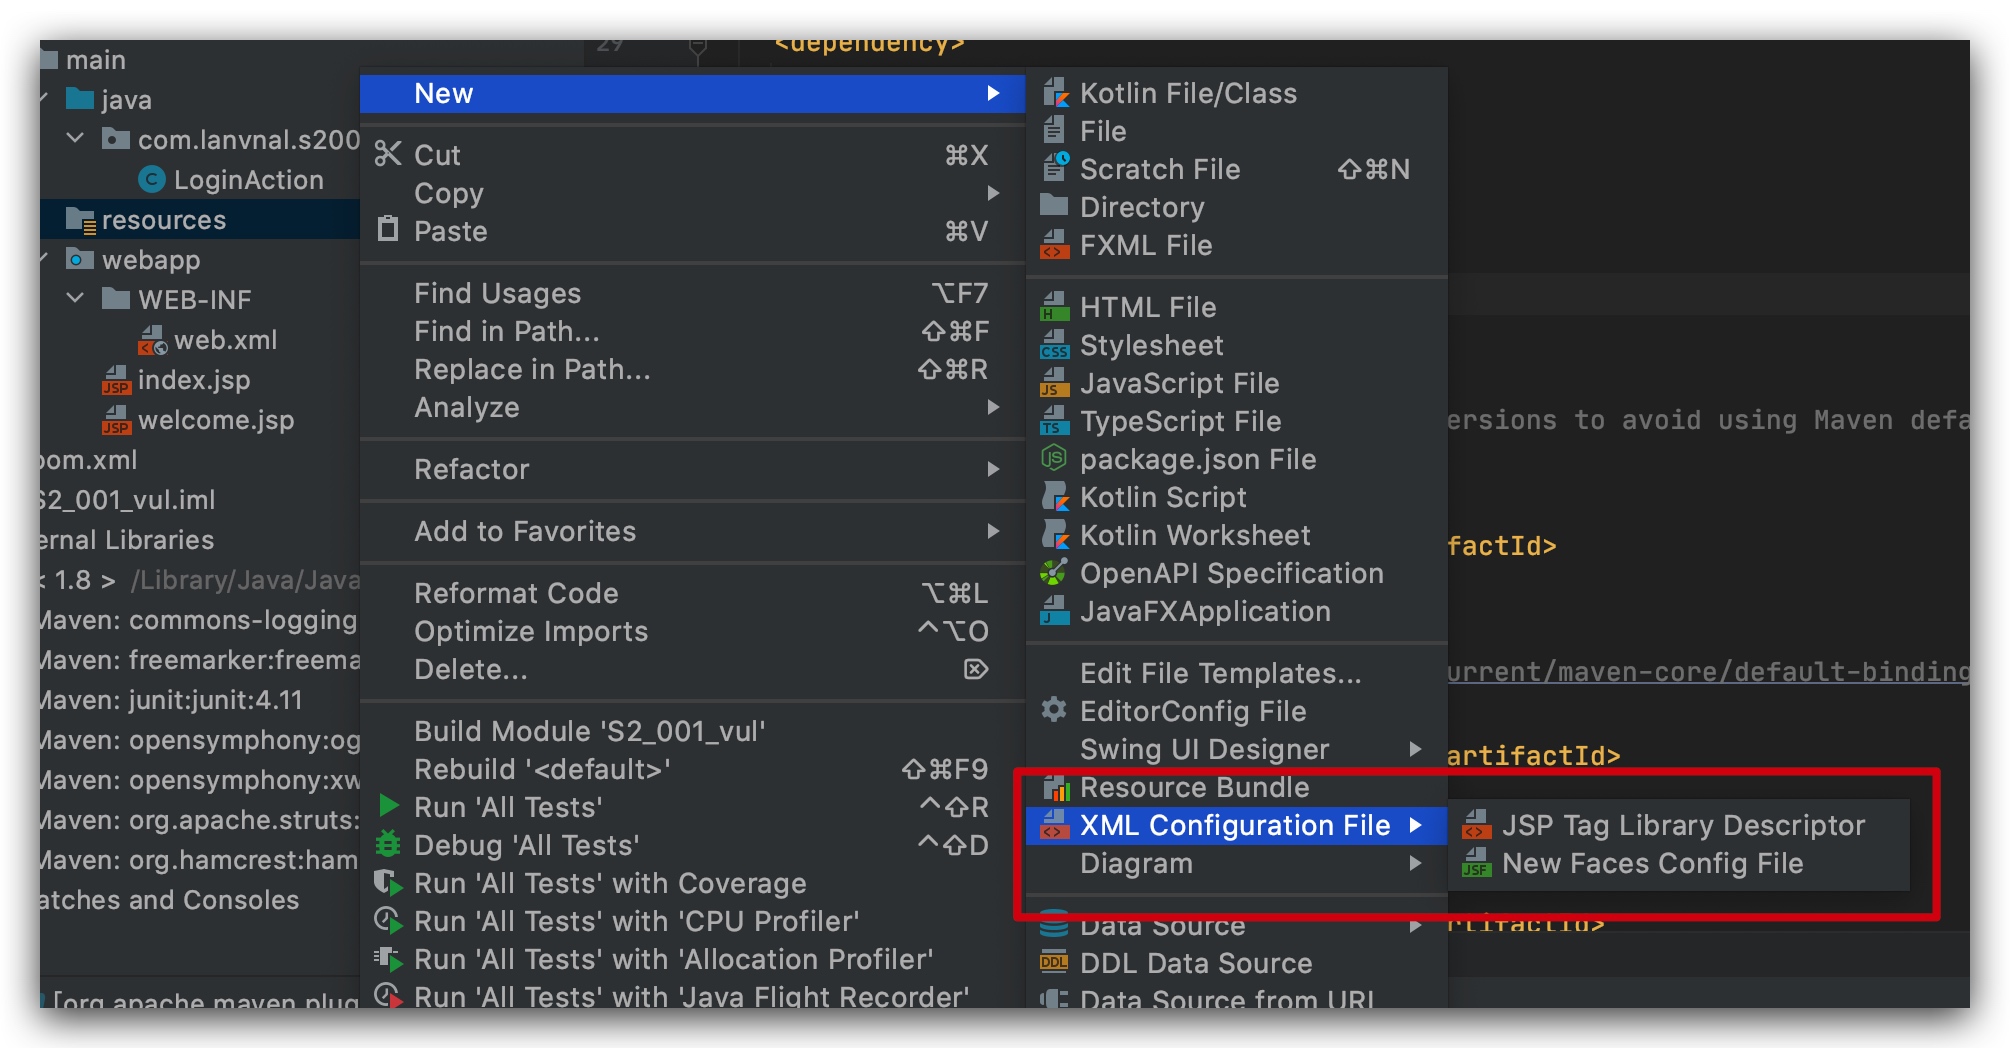 main
java
com.lanvnal.s200
LoginAction
resources
webapp
WEB-INF
web.xml
index.jsp
welcome.jsp
pom.xml
S2_001_vul.iml
ernal Libraries
< 1.8 > /Library/Java/Java
Maven: commons-logging
Maven: freemarker:freema
Maven: junit:junit:4.11
Maven: opensymphony:og
Maven: opensymphony:xw
Maven: org.apache.struts:
Maven: org.hamcrest:ham
atches and Consoles
[org.apache.maven.plug
New
Cut ⌘X
Copy
Paste ⌘V
Find Usages ⌥F7
Find in Path... ⇧⌘F
Replace in Path... ⇧⌘R
Analyze
Refactor
Add to Favorites
Reformat Code ⌥⌘L
Optimize Imports ^⌥O
Delete... ⌦
Build Module 'S2_001_vul'
Rebuild '<default>' ⇧⌘F9
Run 'All Tests' ^⇧R
Debug 'All Tests' ^⇧D
Run 'All Tests' with Coverage
Run 'All Tests' with 'CPU Profiler'
Run 'All Tests' with 'Allocation Profiler'
Run 'All Tests' with 'Java Flight Recorder'
Kotlin File/Class
File
Scratch File ⇧⌘N
Directory
FXML File
HTML File
Stylesheet
JavaScript File
TypeScript File
package.json File
Kotlin Script
Kotlin Worksheet
OpenAPI Specification
JavaFXApplication
Edit File Templates...
EditorConfig File
Swing UI Designer
Resource Bundle
XML Configuration File
Diagram
Data Source
DDL Data Source
Data Source from URL
JSP Tag Library Descriptor
New Faces Config File
29 <dependency>
ersions to avoid using Maven defa
factId>
urrent/maven-core/default-binding
artifactId>
rtifactId>